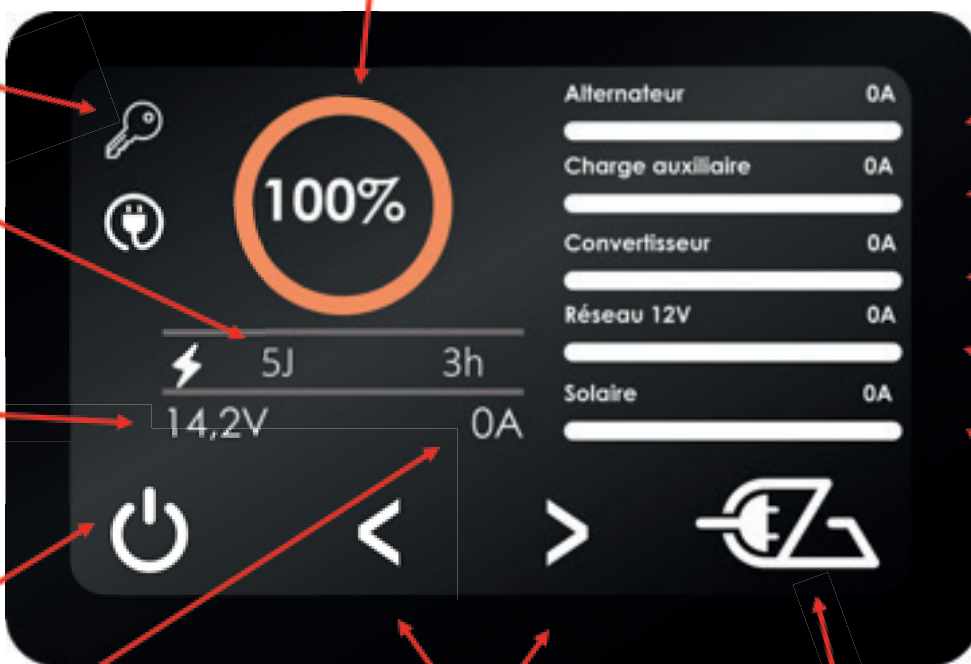 100%
5J 3h
14,2V 0A
Alternateur 0A
Charge auxiliaire 0A
Convertisseur 0A
Réseau 12V 0A
Solaire 0A
< >